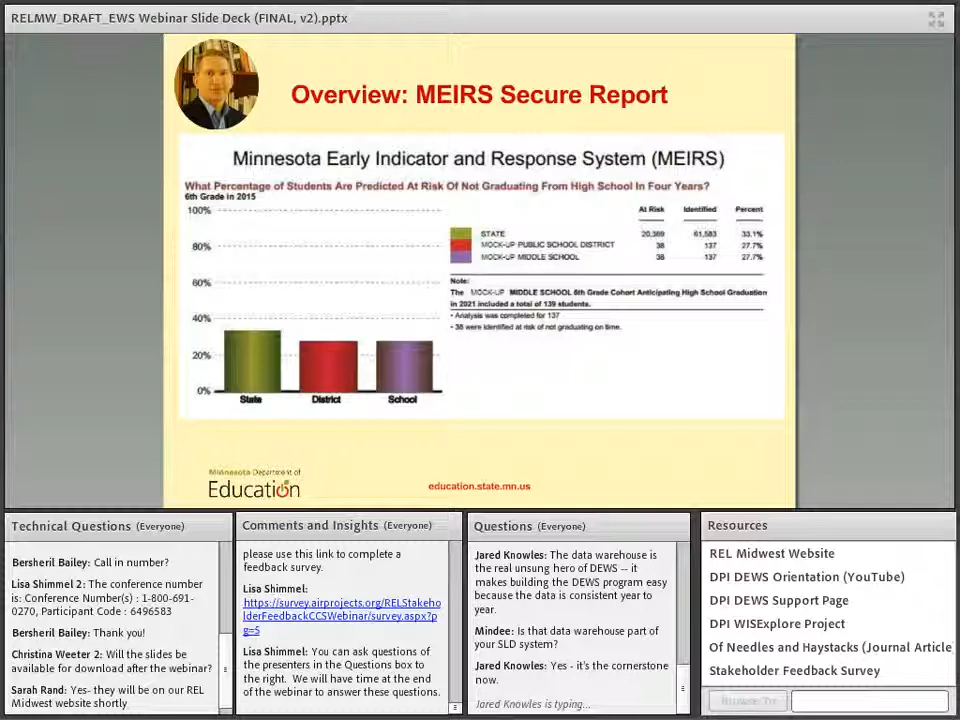 RELMW_DRAFT_EWS Webinar Slide Deck (FINAL, v2).pptx
Overview: MEIRS Secure Report
Minnesota Early Indicator and Response System (MEIRS)
What Percentage of Students Are Predicted At Risk Of Not Graduating From High School In Four Years?
6th Grade in 2015
100%
80%
60%
40%
20%
0%
State District School
At Risk Identified Percent
STATE 20,369 61,583 33.1%
MOCK-UP PUBLIC SCHOOL DISTRICT 38 137 27.7%
MOCK-UP MIDDLE SCHOOL 38 137 27.7%
Note:
The MOCK-UP MIDDLE SCHOOL 6th Grade Cohort Anticipating High School Graduation
in 2021 included a total of 139 students.
• Analysis was completed for 137
• 38 were identified at risk of not graduating on time.
Minnesota Department of
Education
education.state.mn.us
Technical Questions (Everyone)
Bersheril Bailey: Call in number?
Lisa Shimmel 2: The conference number
is: Conference Number(s) : 1-800-691-
0270, Participant Code : 6496583
Bersheril Bailey: Thank you!
Christina Weeter 2: Will the slides be
available for download after the webinar?
Sarah Rand: Yes- they will be on our REL
Midwest website shortly
Comments and Insights (Everyone)
please use this link to complete a
feedback survey.
Lisa Shimmel:
https://survey.airprojects.org/RELStakeho
lderFeedbackCCSWebinar/survey.aspx?p
g=5
Lisa Shimmel: You can ask questions of
the presenters in the Questions box to
the right. We will have time at the end
of the webinar to answer these questions.
Questions (Everyone)
Jared Knowles: The data warehouse is
the real unsung hero of DEWS -- it
makes building the DEWS program easy
because the data is consistent year to
year.
Mindee: Is that data warehouse part of
your SLD system?
Jared Knowles: Yes - it's the cornerstone
now.
Jared Knowles is typing...
Resources
REL Midwest Website
DPI DEWS Orientation (YouTube)
DPI DEWS Support Page
DPI WISExplore Project
Of Needles and Haystacks (Journal Article
Stakeholder Feedback Survey
Browse To